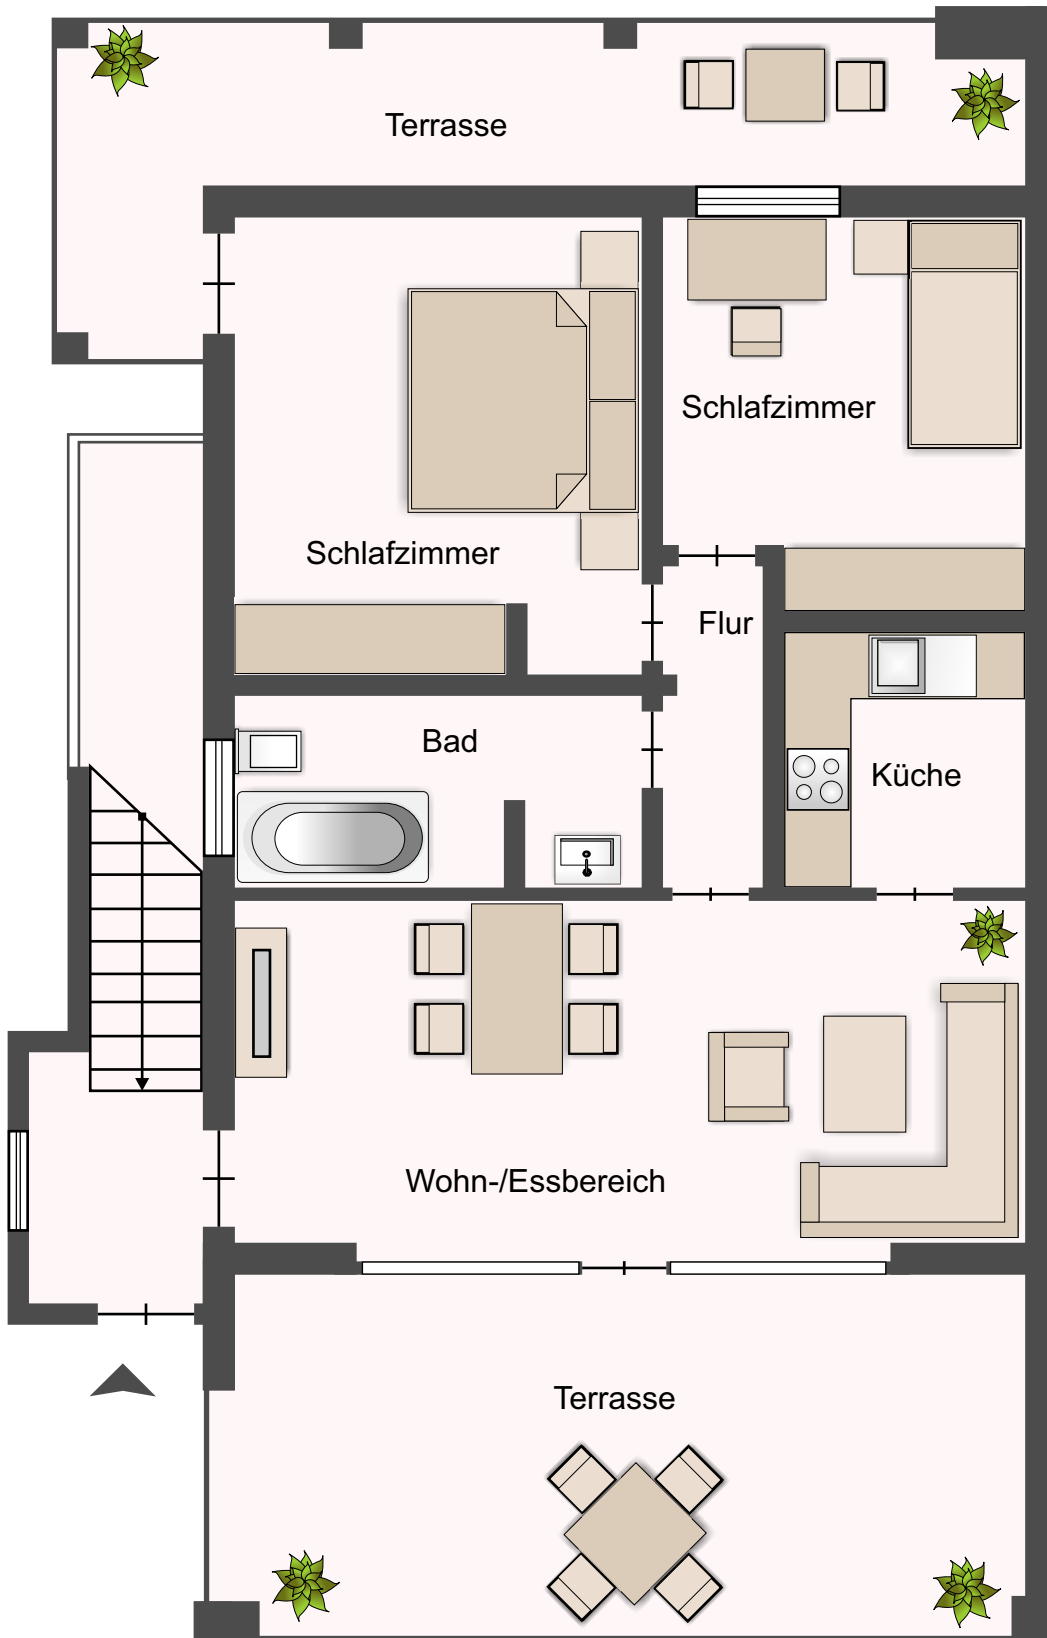 Terrasse
Schlafzimmer
Schlafzimmer
Flur
Bad
Küche
Wohn-/Essbereich
Terrasse